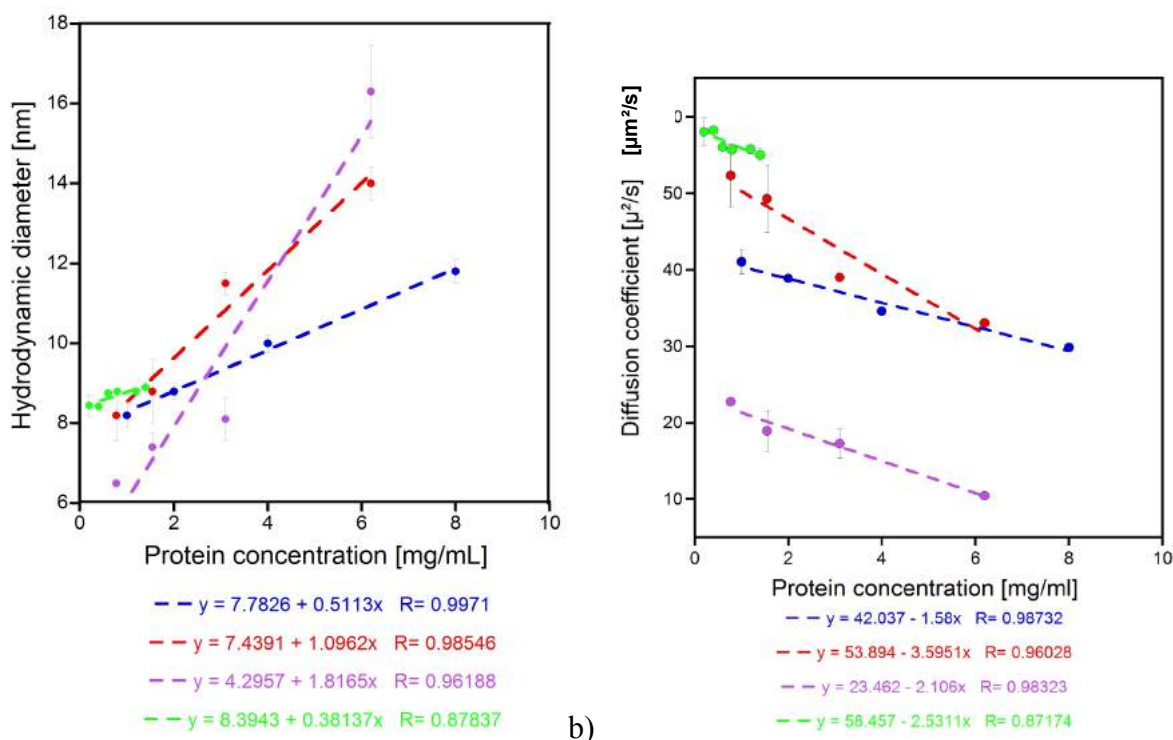 Hydrodynamic diameter [nm]
18
16
14
12
10
8
6
0 2 4 6 8 10
Protein concentration [mg/mL]
y = 7.7826 + 0.5113x R= 0.9971
y = 7.4391 + 1.0962x R= 0.98546
y = 4.2957 + 1.8165x R= 0.96188
y = 8.3943 + 0.38137x R= 0.87837
b)
Diffusion coefficient [µ²/s] [µm²/s]
0
50
40
30
20
10
0 2 4 6 8 10
Protein concentration [mg/ml]
y = 42.037 - 1.58x R= 0.98732
y = 53.894 - 3.5951x R= 0.96028
y = 23.462 - 2.106x R= 0.98323
y = 58.457 - 2.5311x R= 0.87174